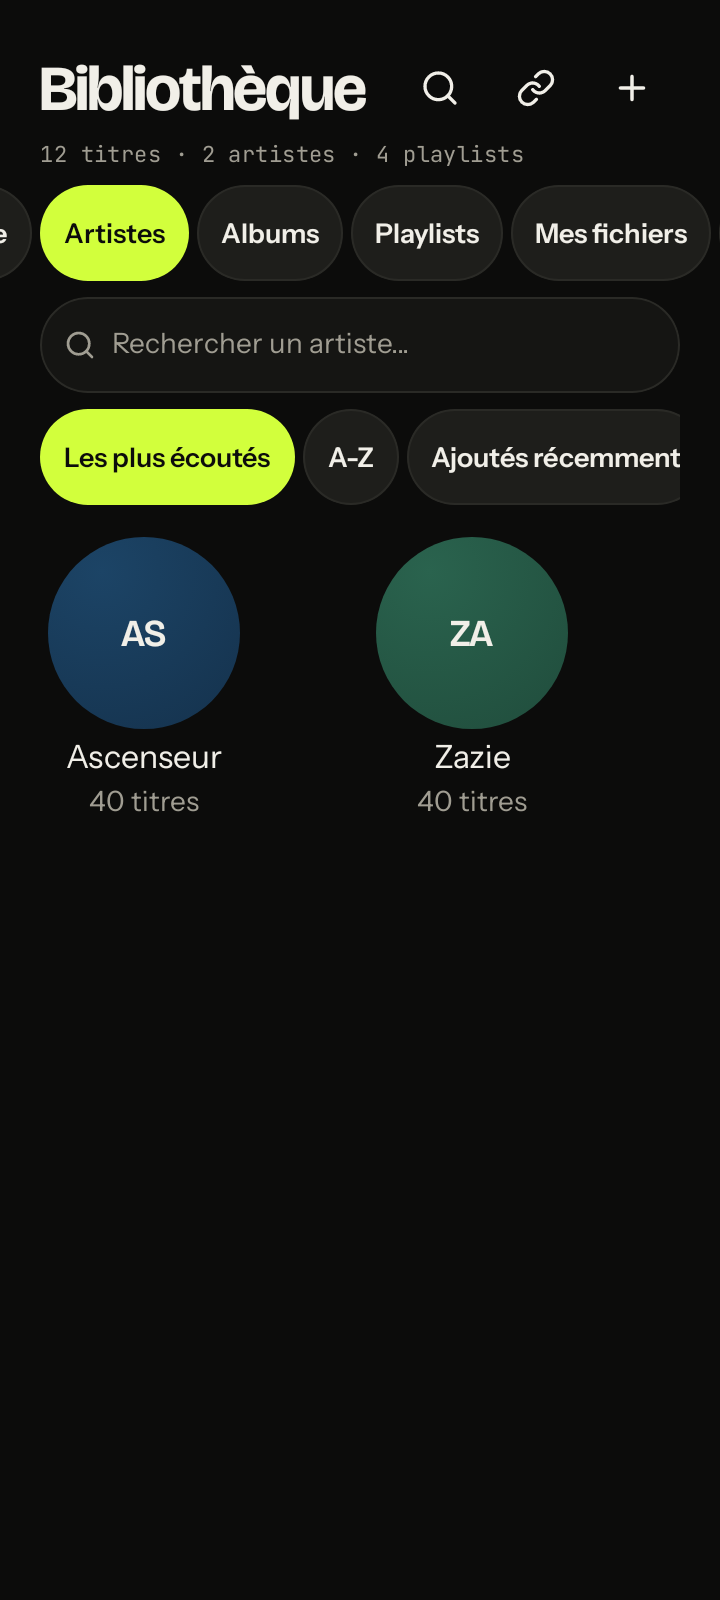 Bibliothèque
12 titres · 2 artistes · 4 playlists
e Artistes Albums Playlists Mes fichiers
Rechercher un artiste...
Les plus écoutés A-Z Ajoutés récemment
AS ZA
Ascenseur Zazie
40 titres 40 titres